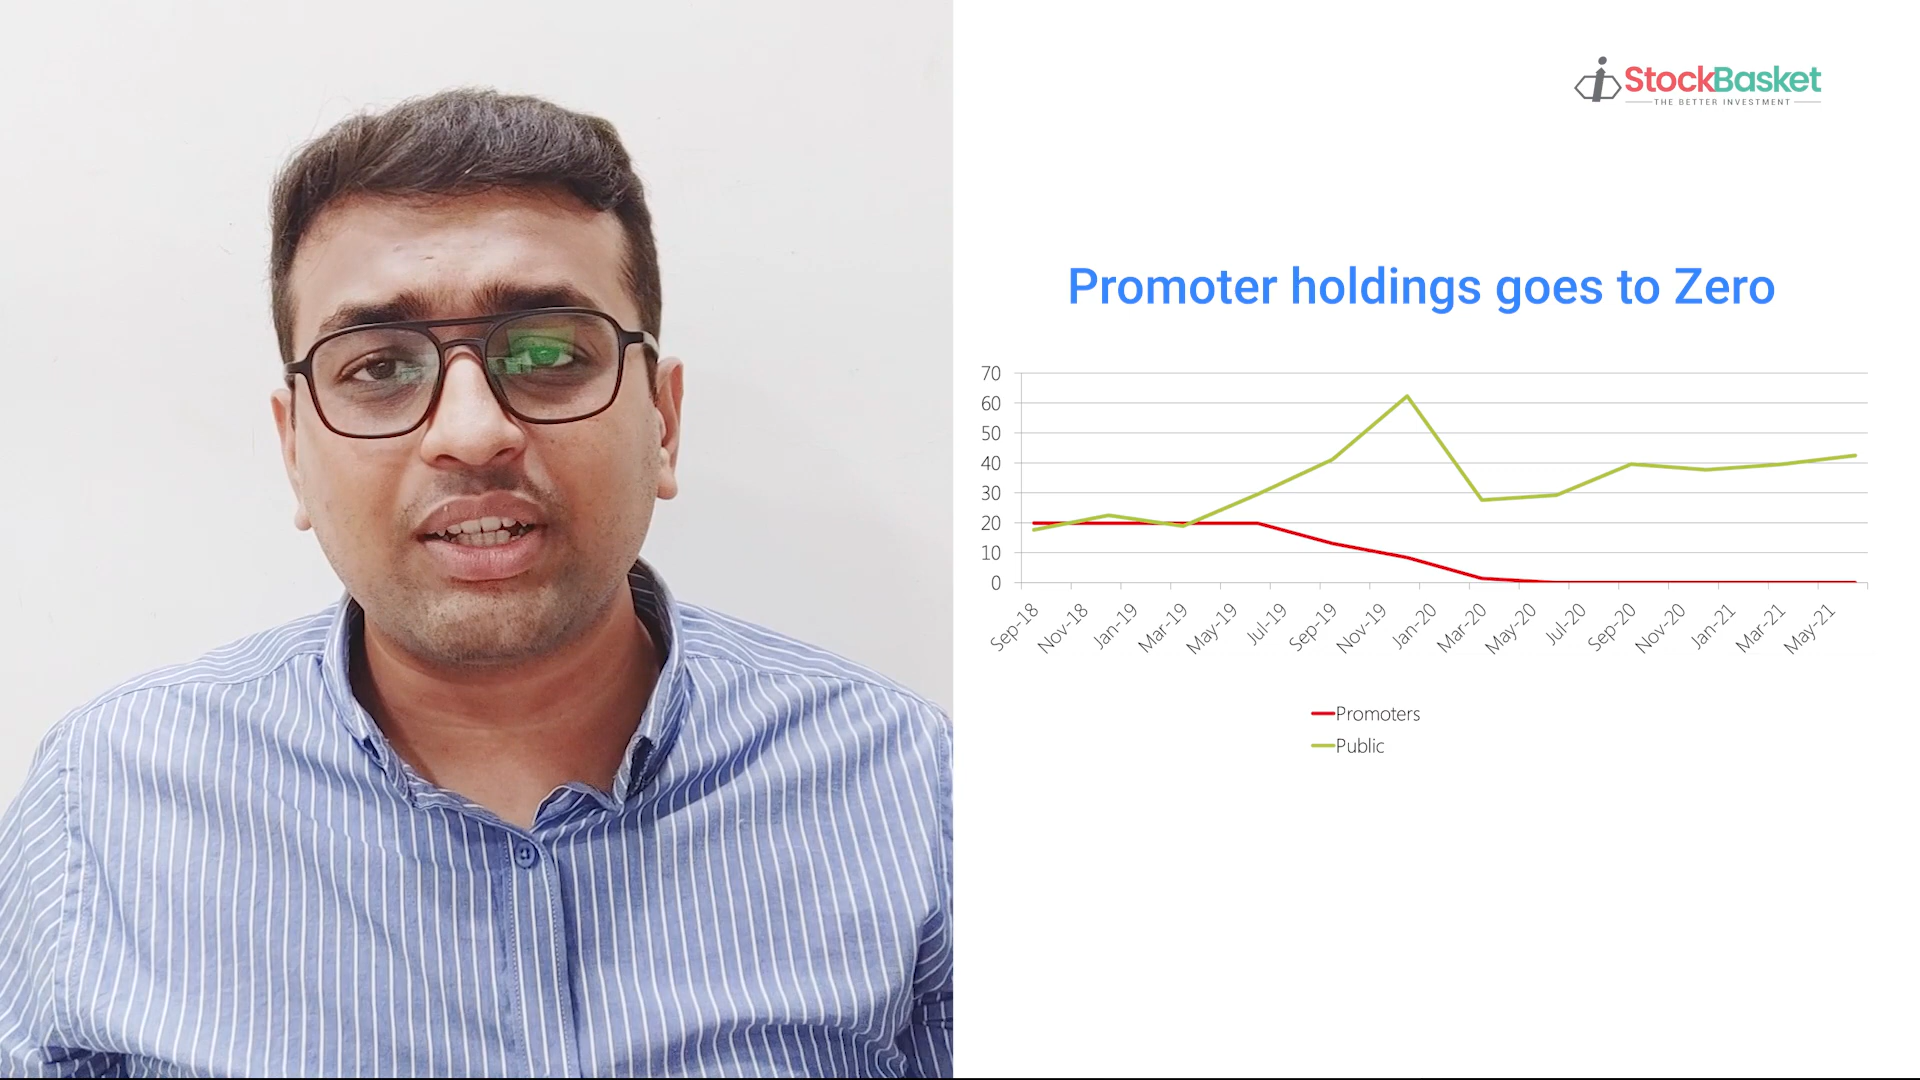 StockBasket
THE BETTER INVESTMENT
Promoter holdings goes to Zero
70
60
50
40
30
20
10
0
Sep-18
Nov-18
Jan-19
Mar-19
May-19
Jul-19
Sep-19
Nov-19
Jan-20
Mar-20
May-20
Jul-20
Sep-20
Nov-20
Jan-21
Mar-21
May-21
Promoters
Public